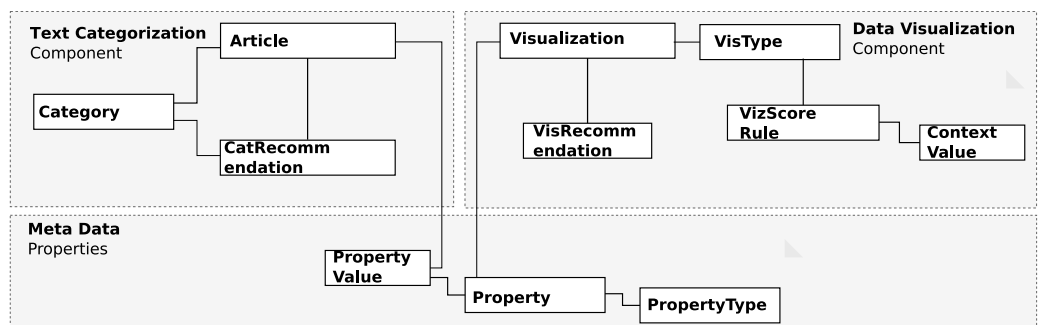 Text Categorization
Component
Article
Category
CatRecomm
endation
Visualization
VisType
Data Visualization
Component
VisRecomm
endation
VizScore
Rule
Context
Value
Meta Data
Properties
Property
Value
Property
PropertyType